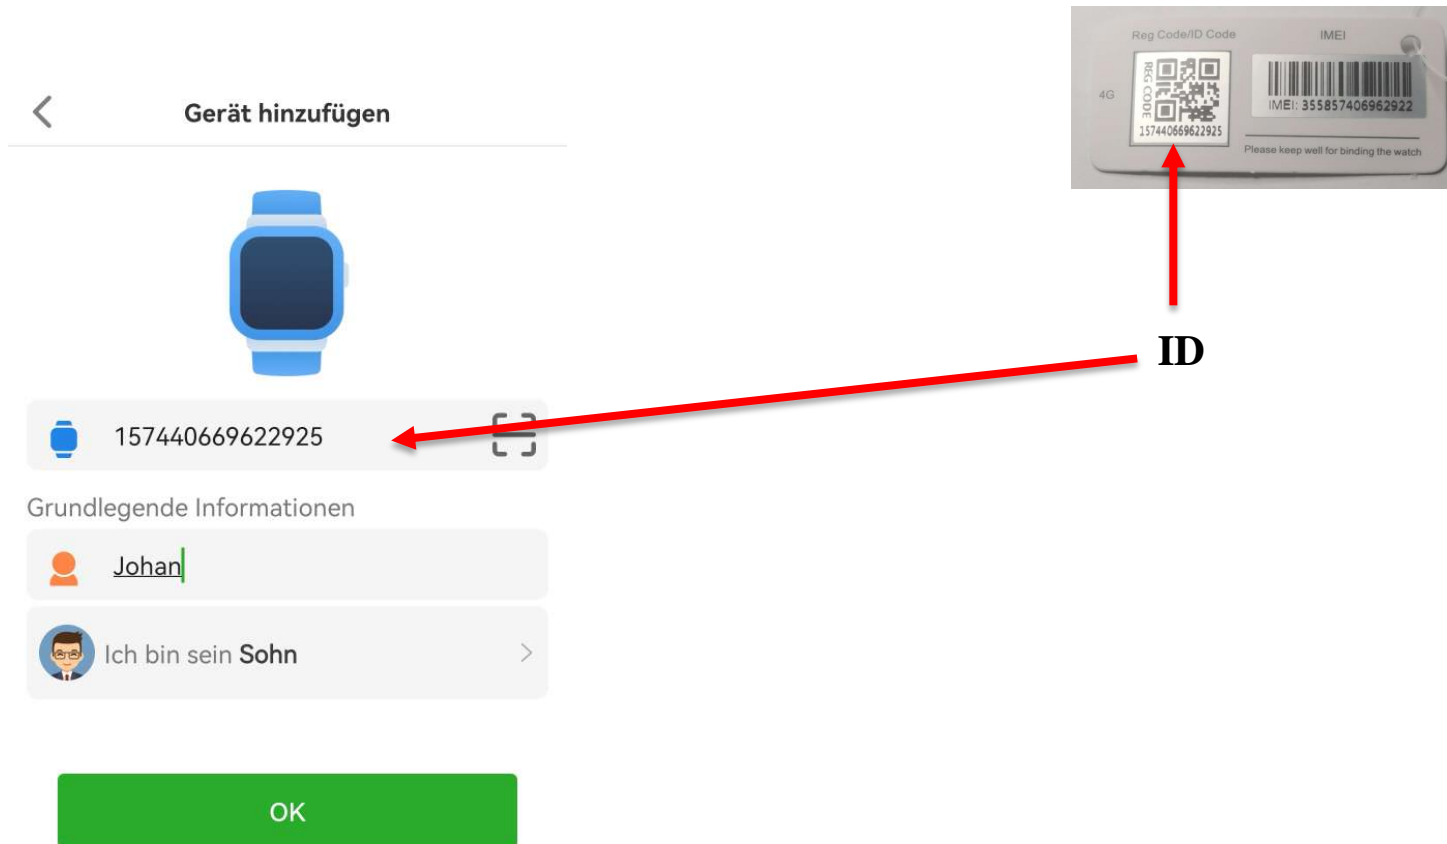 Gerät hinzufügen
157440669622925
Grundlegende Informationen
Johan
Ich bin sein Sohn
OK
Reg Code/ID Code
IMEI
4G
REG CODE
157440669622925
IMEI: 355857406962922
Please keep well for binding the watch
ID